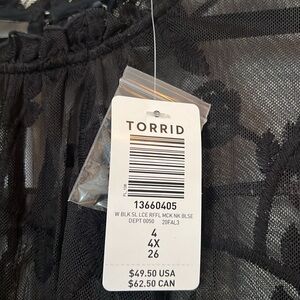 TORRID
13660405
W BLK SL LCE RFFL MCK NK BLSE
DEPT 0050 20FAL3
4
4X
26
$49.50 USA
$62.50 CAN